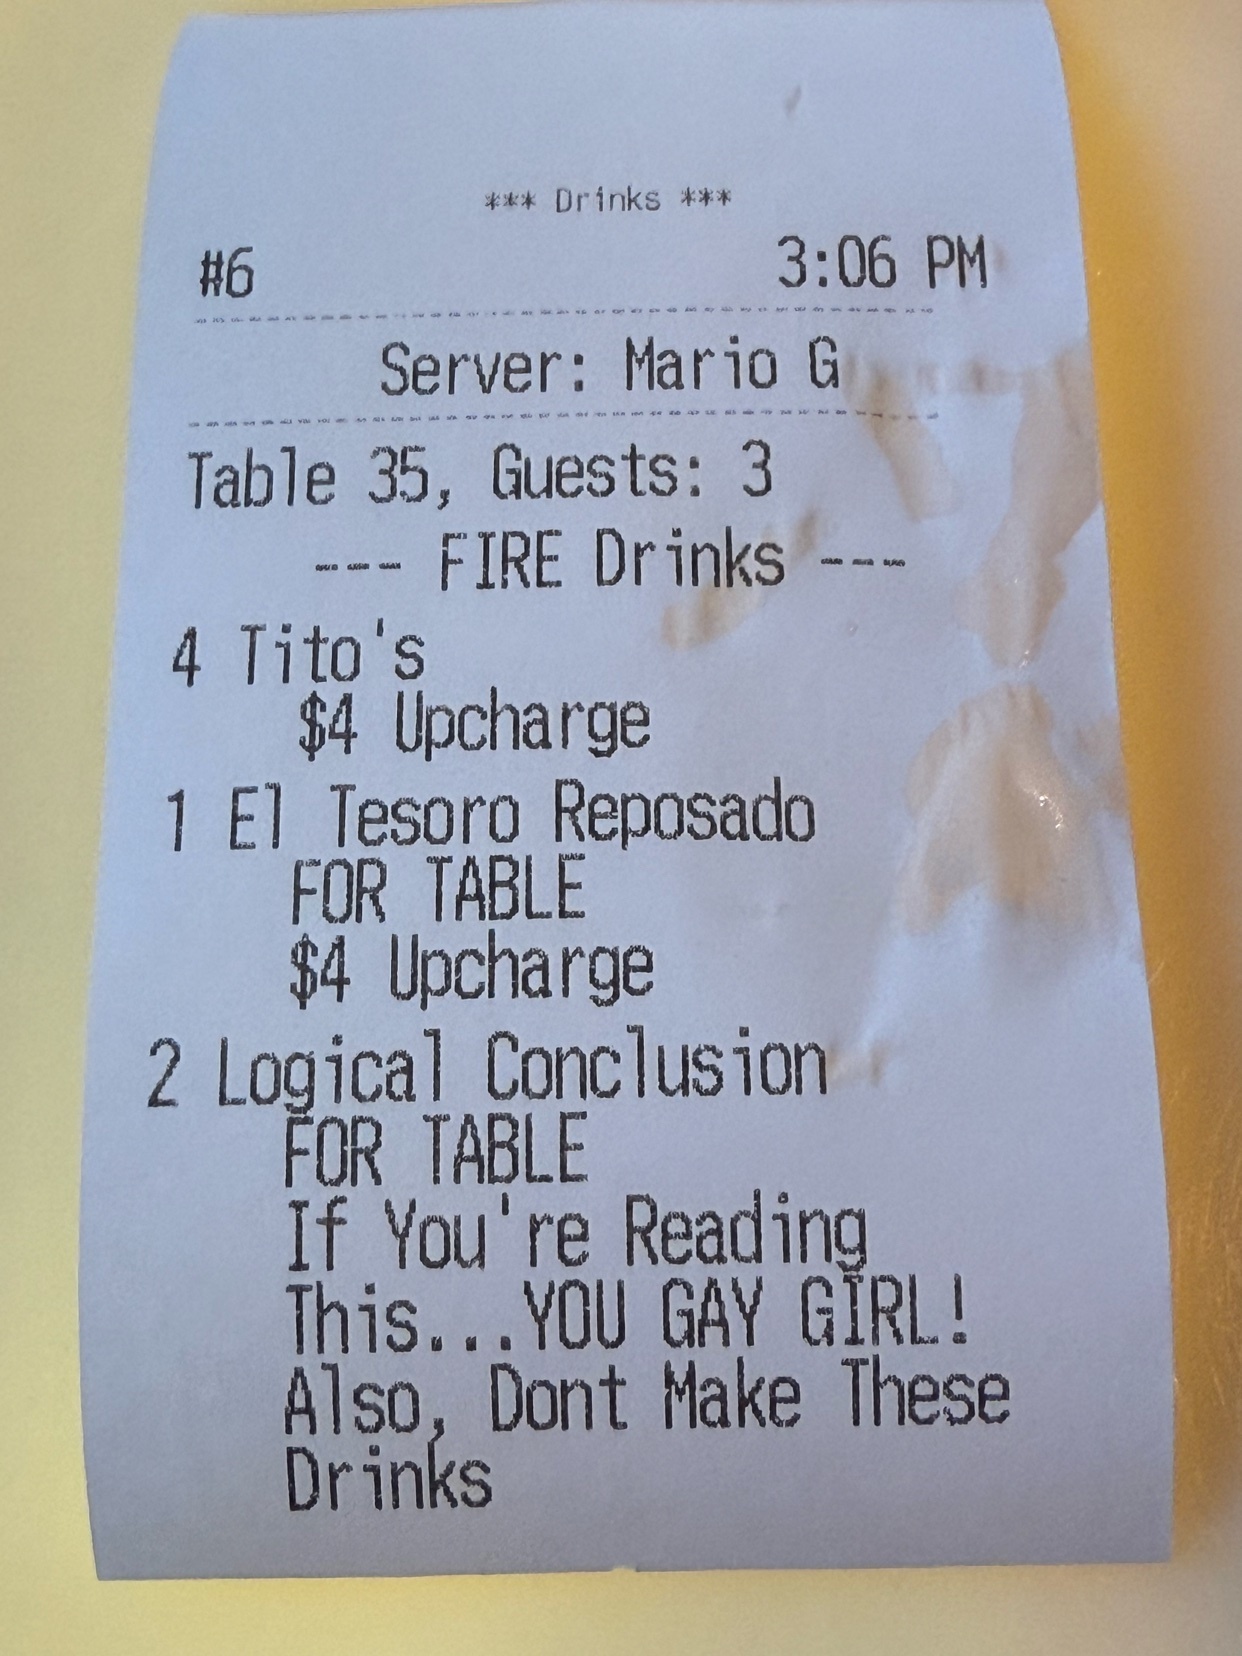 *** Drinks ***
#6 3:06 PM
Server: Mario G
Table 35, Guests: 3
--- FIRE Drinks ---
4 Tito's
$4 Upcharge
1 El Tesoro Reposado
FOR TABLE
$4 Upcharge
2 Logical Conclusion
FOR TABLE
If You're Reading
This...YOU GAY GIRL!
Also, Dont Make These
Drinks